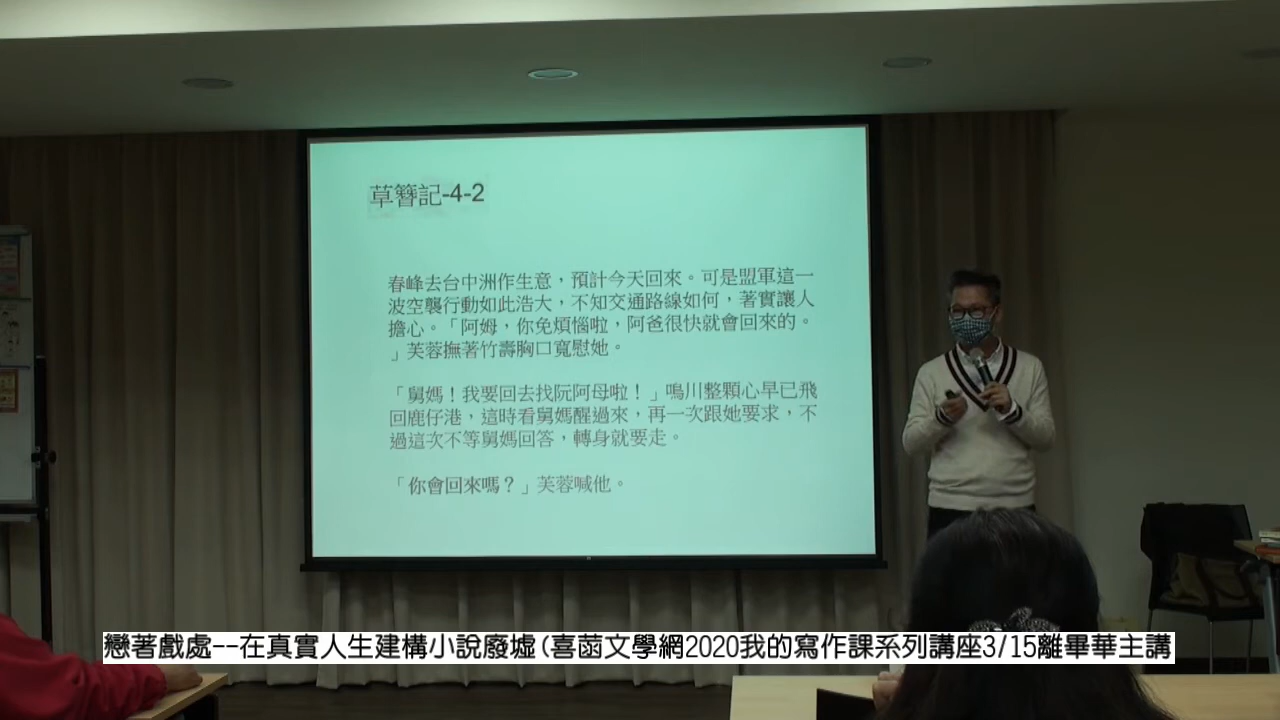 草簪記-4-2
春峰去台中洲作生意，預計今天回來。可是盟軍這一
波空襲行動如此浩大，不知交通路線如何，著實讓人
擔心。「阿姆，你免煩惱啦，阿爸很快就會回來的。
」芙蓉撫著竹壽胸口寬慰她。
「舅媽！我要回去找阮阿母啦！」鳴川整顆心早已飛
回鹿仔港，這時看舅媽醒過來，再一次跟她要求，不
過這次不等舅媽回答，轉身就要走。
「你會回來嗎？」芙蓉喊他。
戀著戲處--在真實人生建構小說廢墟(喜菡文學網2020我的寫作課系列講座3/15離畢華主講